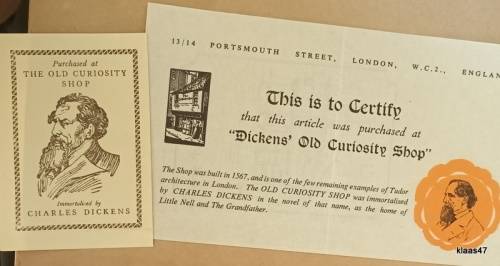 Purchased at
THE OLD CURIOSITY
SHOP
Immortalised by
CHARLES DICKENS
13/14 PORTSMOUTH STREET, LONDON, W.C.2., ENGLAN
This is to Certify
that this article was purchased at
"Dickens' Old Curiosity Shop"
The Shop was built in 1567, and is one of the few remaining examples of Tudor
architecture in London. The OLD CURIOSITY SHOP was immortalised
by CHARLES DICKENS in the novel of that name, as the home of
Little Nell and The Grandfather.
klaas47